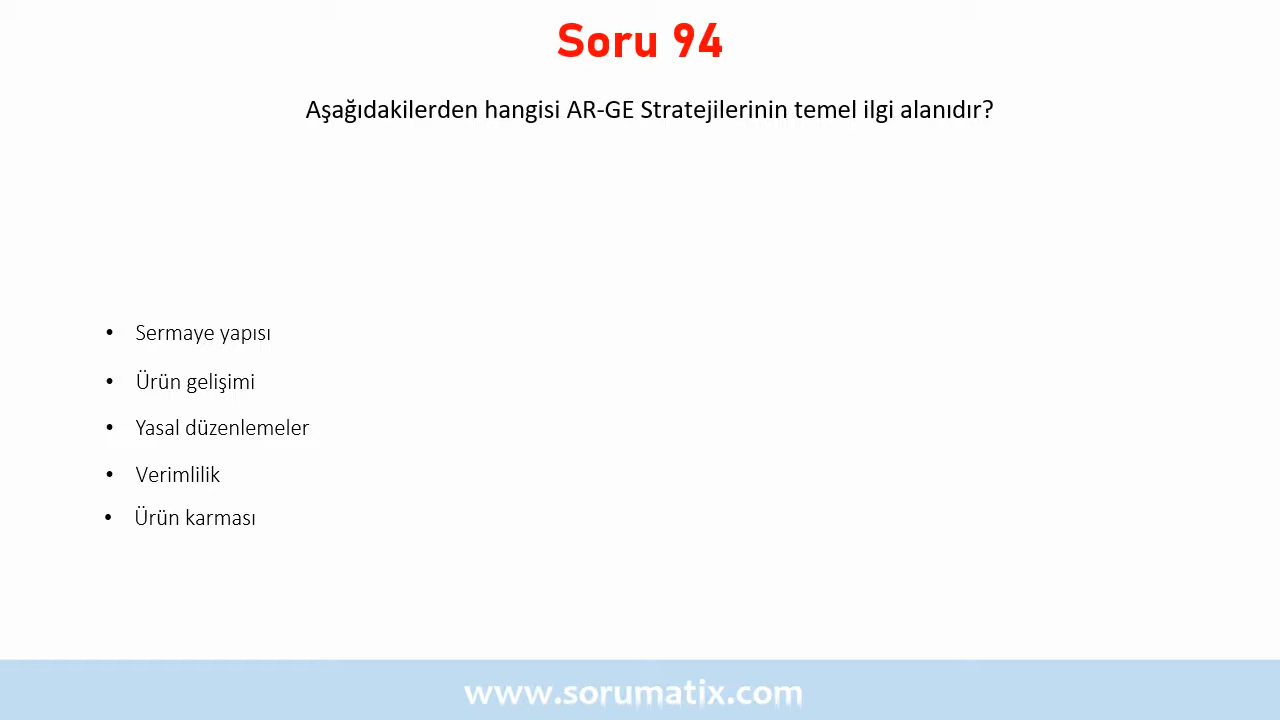 Soru 94
Aşağıdakilerden hangisi AR-GE Stratejilerinin temel ilgi alanıdır?
• Sermaye yapısı
• Ürün gelişimi
• Yasal düzenlemeler
• Verimlilik
• Ürün karması
www.sorumatix.com